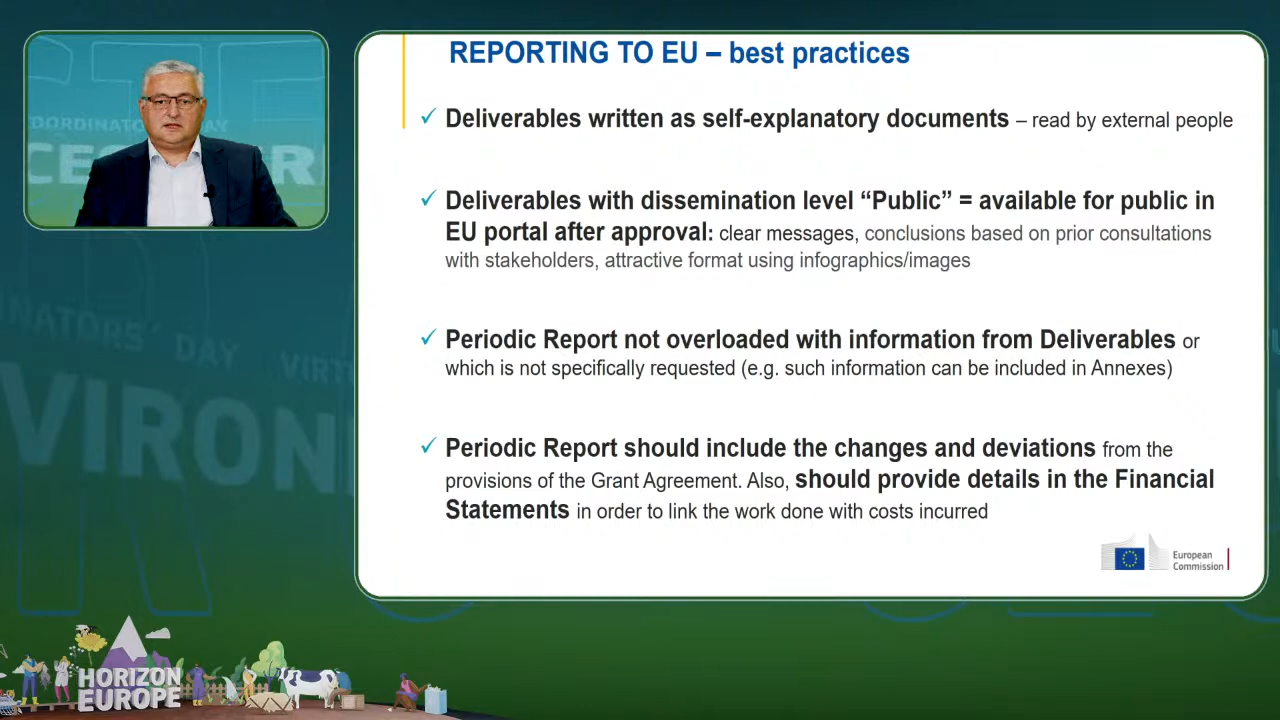 REPORTING TO EU – best practices
✓ Deliverables written as self-explanatory documents – read by external people
✓ Deliverables with dissemination level “Public” = available for public in
EU portal after approval: clear messages, conclusions based on prior consultations
with stakeholders, attractive format using infographics/images
✓ Periodic Report not overloaded with information from Deliverables or
which is not specifically requested (e.g. such information can be included in Annexes)
✓ Periodic Report should include the changes and deviations from the
provisions of the Grant Agreement. Also, should provide details in the Financial
Statements in order to link the work done with costs incurred
European
Commission
INATORS' DAY VIRT
VIRON
HORIZON
EUROPE